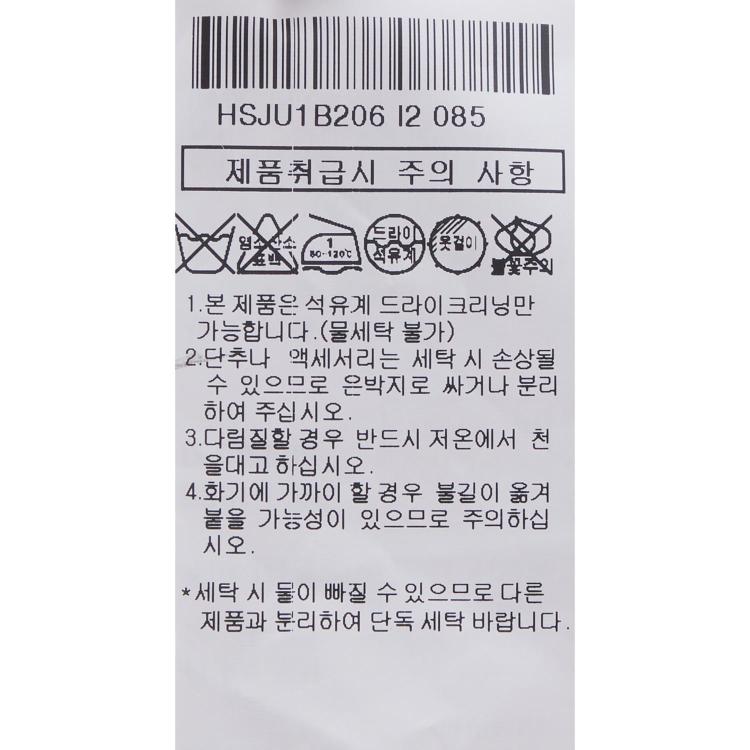 HSJU1B206 I2 085
제품취급시 주의 사항
염소산소 표백
1
80-120℃
드라이
석유계
옷걸이
불꽃주의
1.본 제품은 석유계 드라이크리닝만
가능합니다.(물세탁 불가)
2.단추나 액세서리는 세탁 시 손상될
수 있으므로 은박지로 싸거나 분리
하여 주십시오.
3.다림질할 경우 반드시 저온에서 천
을대고 하십시오.
4.화기에 가까이 할 경우 불길이 옮겨
붙을 가능성이 있으므로 주의하십
시오.
*세탁 시 물이 빠질 수 있으므로 다른
제품과 분리하여 단독 세탁 바랍니다.